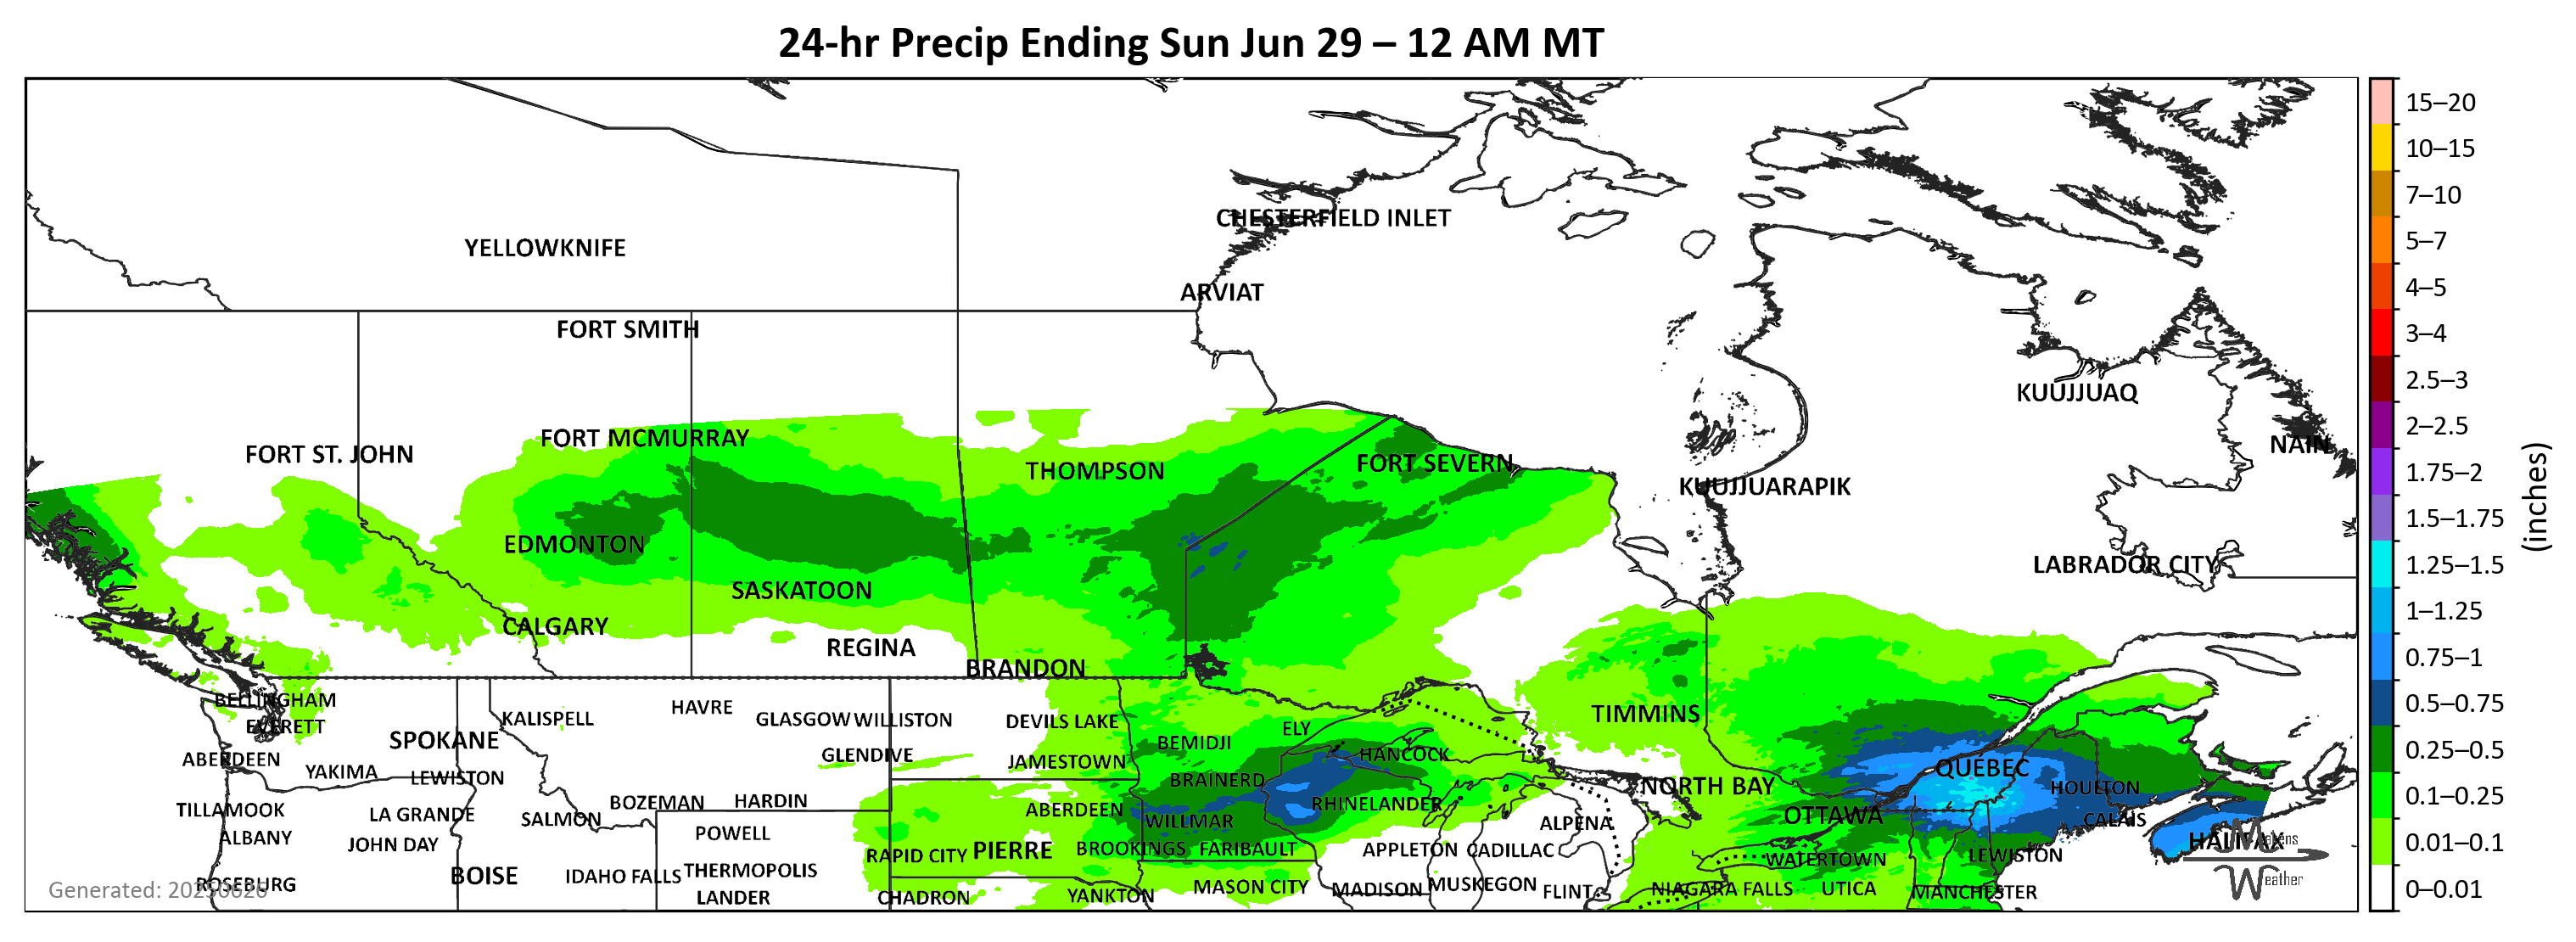 24-hr Precip Ending Sun Jun 29 – 12 AM MT
15–20
10–15
7–10
5–7
4–5
3–4
2.5–3
2–2.5
1.75–2
1.5–1.75
1.25–1.5
1–1.25
0.75–1
0.5–0.75
0.25–0.5
0.1–0.25
0.01–0.1
0–0.01
(inches)
CHESTERFIELD INLET
YELLOWKNIFE
ARVIAT
FORT SMITH
KUUJJUAQ
FORT MCMURRAY
NAIN
FORT ST. JOHN
FORT SEVERN
THOMPSON
KUUJJUARAPIK
EDMONTON
LABRADOR CITY
SASKATOON
CALGARY
REGINA
BRANDON
BELLINGHAM
HAVRE
TIMMINS
KALISPELL
GLASGOW
WILLISTON
DEVILS LAKE
EVERETT
ELY
SPOKANE
BEMIDJI
GLENDIVE
HANCOCK
ABERDEEN
JAMESTOWN
QUÉBEC
YAKIMA
LEWISTON
BRAINERD
NORTH BAY
HOULTON
BOZEMAN
HARDIN
RHINELANDER
TILLAMOOK
LA GRANDE
ABERDEEN
OTTAWA
SALMON
WILLMAR
CALAIS
ALPENA
ALBANY
POWELL
HALIFAX
JOHN DAY
BROOKINGS
FARIBAULT
APPLETON
CADILLAC
RAPID CITY
PIERRE
LEWISTON
WATERTOWN
THERMOPOLIS
BOISE
IDAHO FALLS
ROSEBURG
MASON CITY
MADISON
MUSKEGON
FLINT
NIAGARA FALLS
UTICA
MANCHESTER
LANDER
CHADRON
YANKTON
Generated: 20250626
Weather